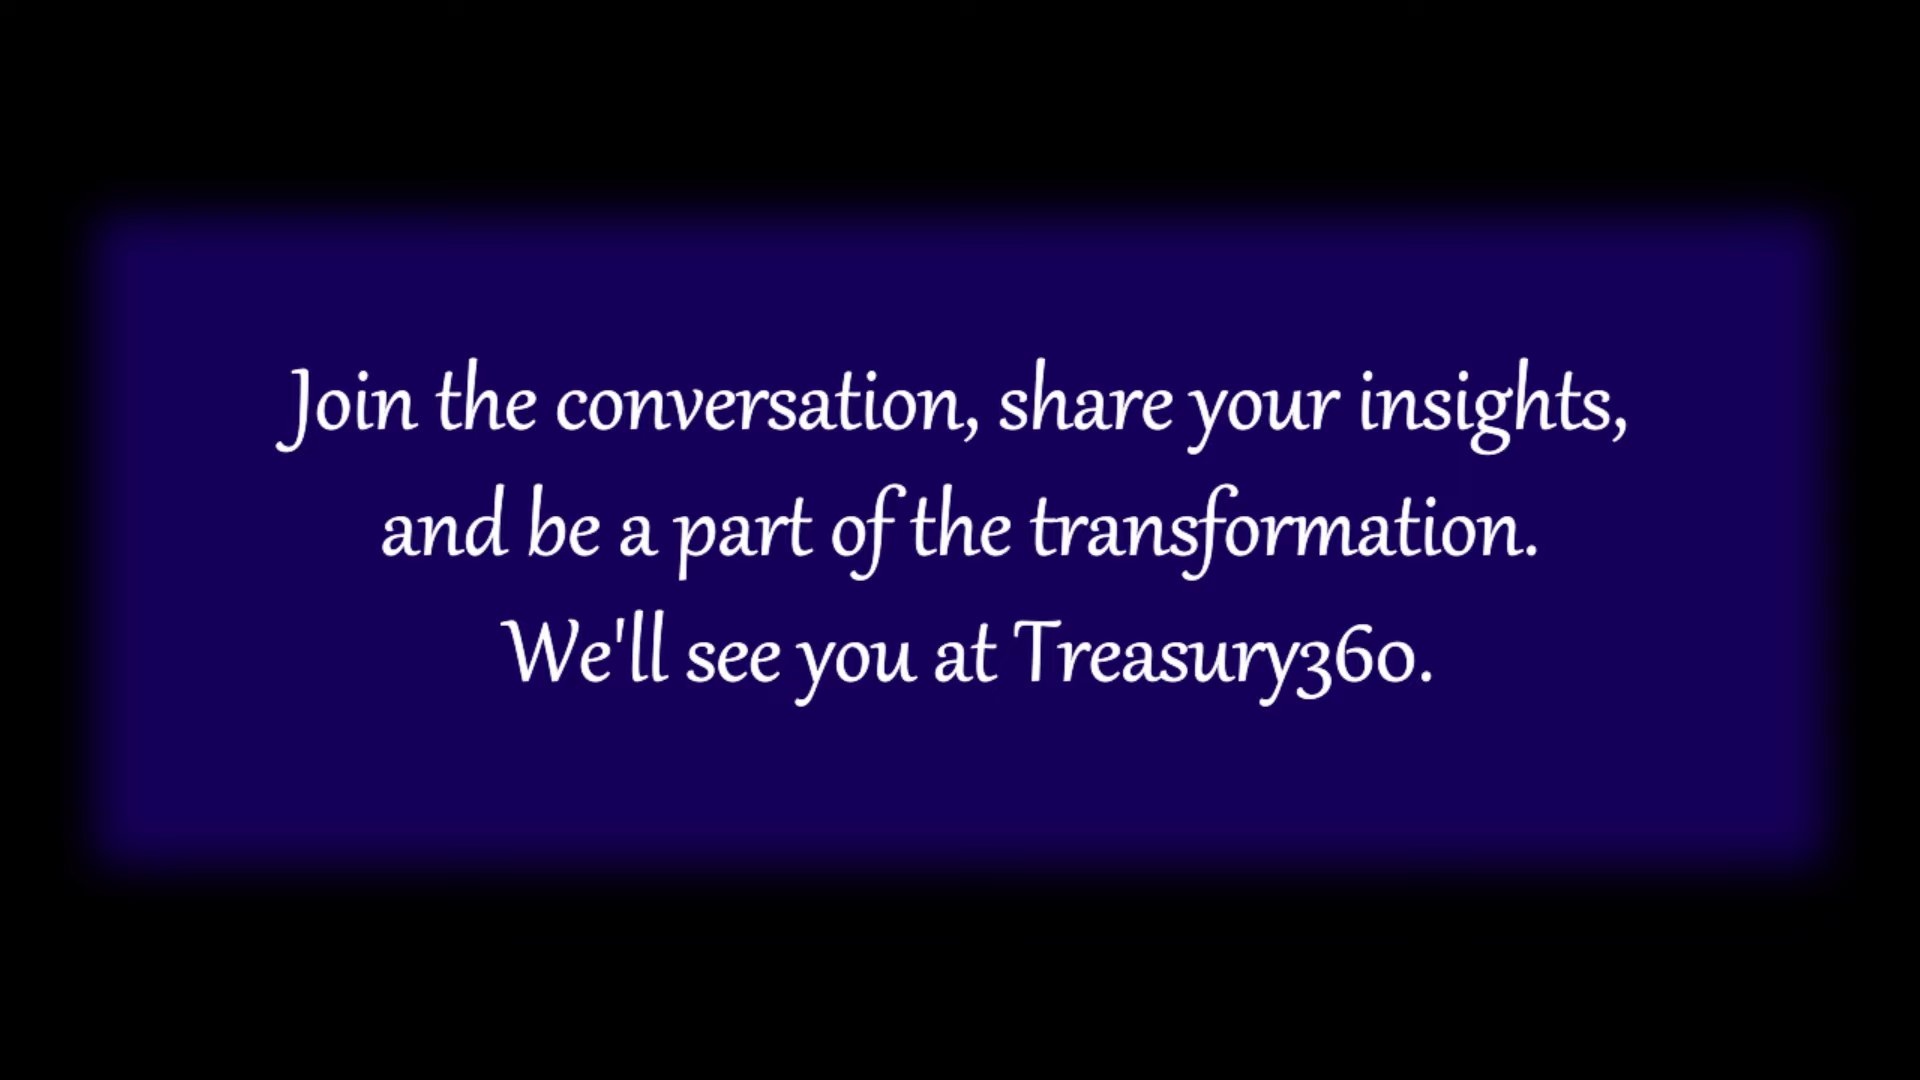 Join the conversation, share your insights,
and be a part of the transformation.
We'll see you at Treasury360.